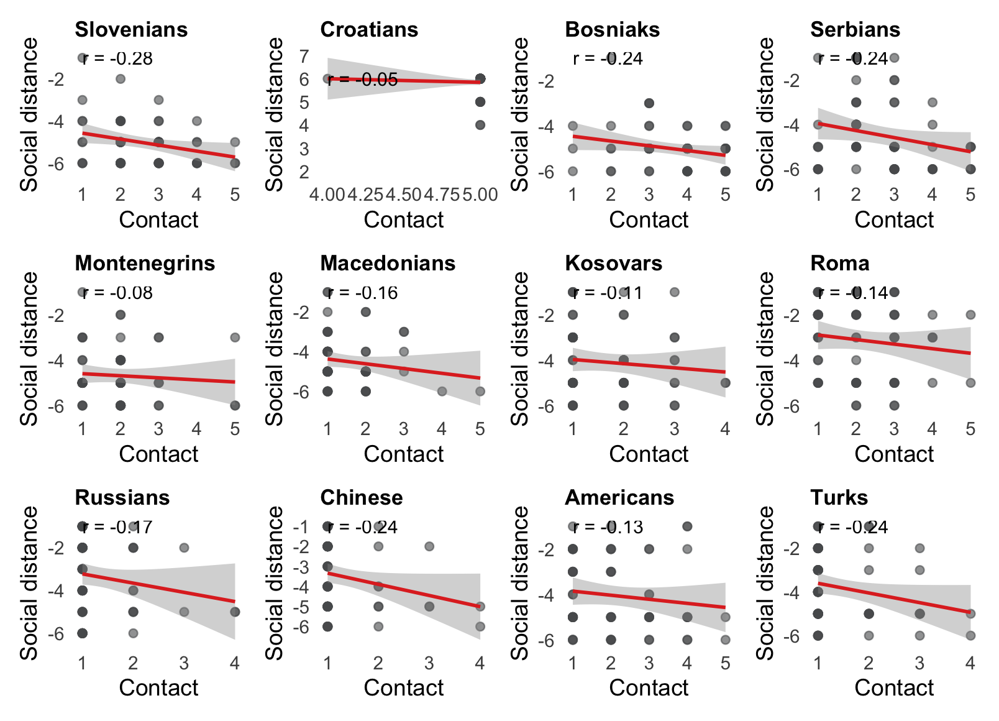 Slovenians
Croatians
Bosniaks
Serbians
Social distance
r = -0.28
-2
-4
-6
1 2 3 4 5
Contact
Social distance
r = -0.05
7
6
5
4
3
2
4.00 4.25 4.50 4.75 5.00
Contact
Social distance
r = -0.24
-2
-4
-6
1 2 3 4 5
Contact
Social distance
r = -0.24
-2
-4
-6
1 2 3 4 5
Contact
Montenegrins
Macedonians
Kosovars
Roma
Social distance
r = -0.08
-2
-4
-6
1 2 3 4 5
Contact
Social distance
r = -0.16
-2
-4
-6
1 2 3 4 5
Contact
Social distance
r = -0.11
-2
-4
-6
1 2 3 4
Contact
Social distance
r = -0.14
-2
-4
-6
1 2 3 4 5
Contact
Russians
Chinese
Americans
Turks
Social distance
r = -0.17
-2
-4
-6
1 2 3 4
Contact
Social distance
r = -0.24
-1
-2
-3
-4
-5
-6
1 2 3 4
Contact
Social distance
r = -0.13
-2
-4
-6
1 2 3 4 5
Contact
Social distance
r = -0.24
-2
-4
-6
1 2 3 4
Contact